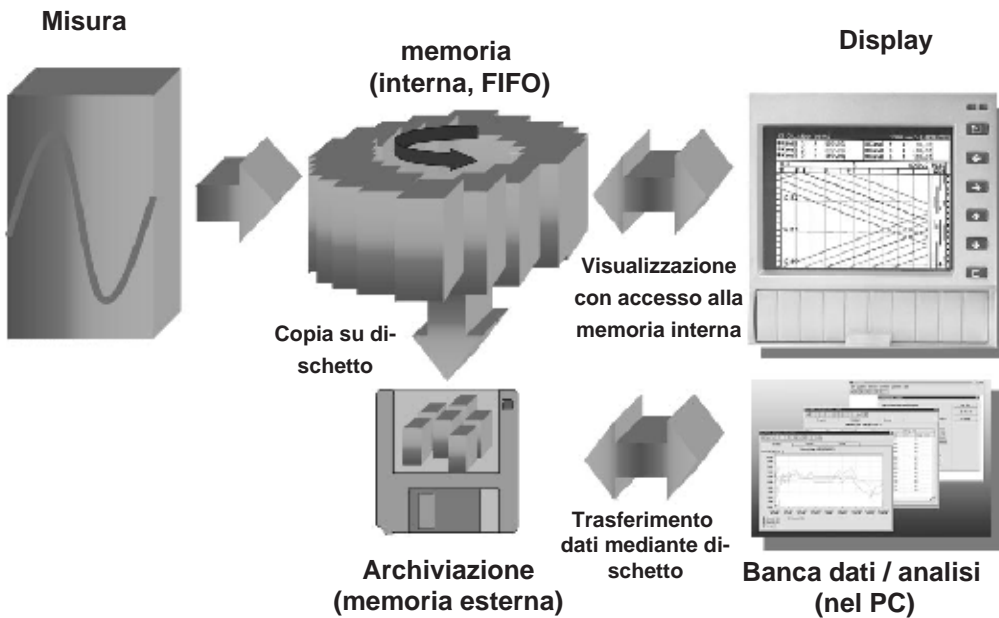 Misura
memoria
(interna, FIFO)
Display
Visualizzazione
con accesso alla
memoria interna
Copia su di-
schetto
Trasferimento
dati mediante di-
schetto
Archiviazione
(memoria esterna)
Banca dati / analisi
(nel PC)